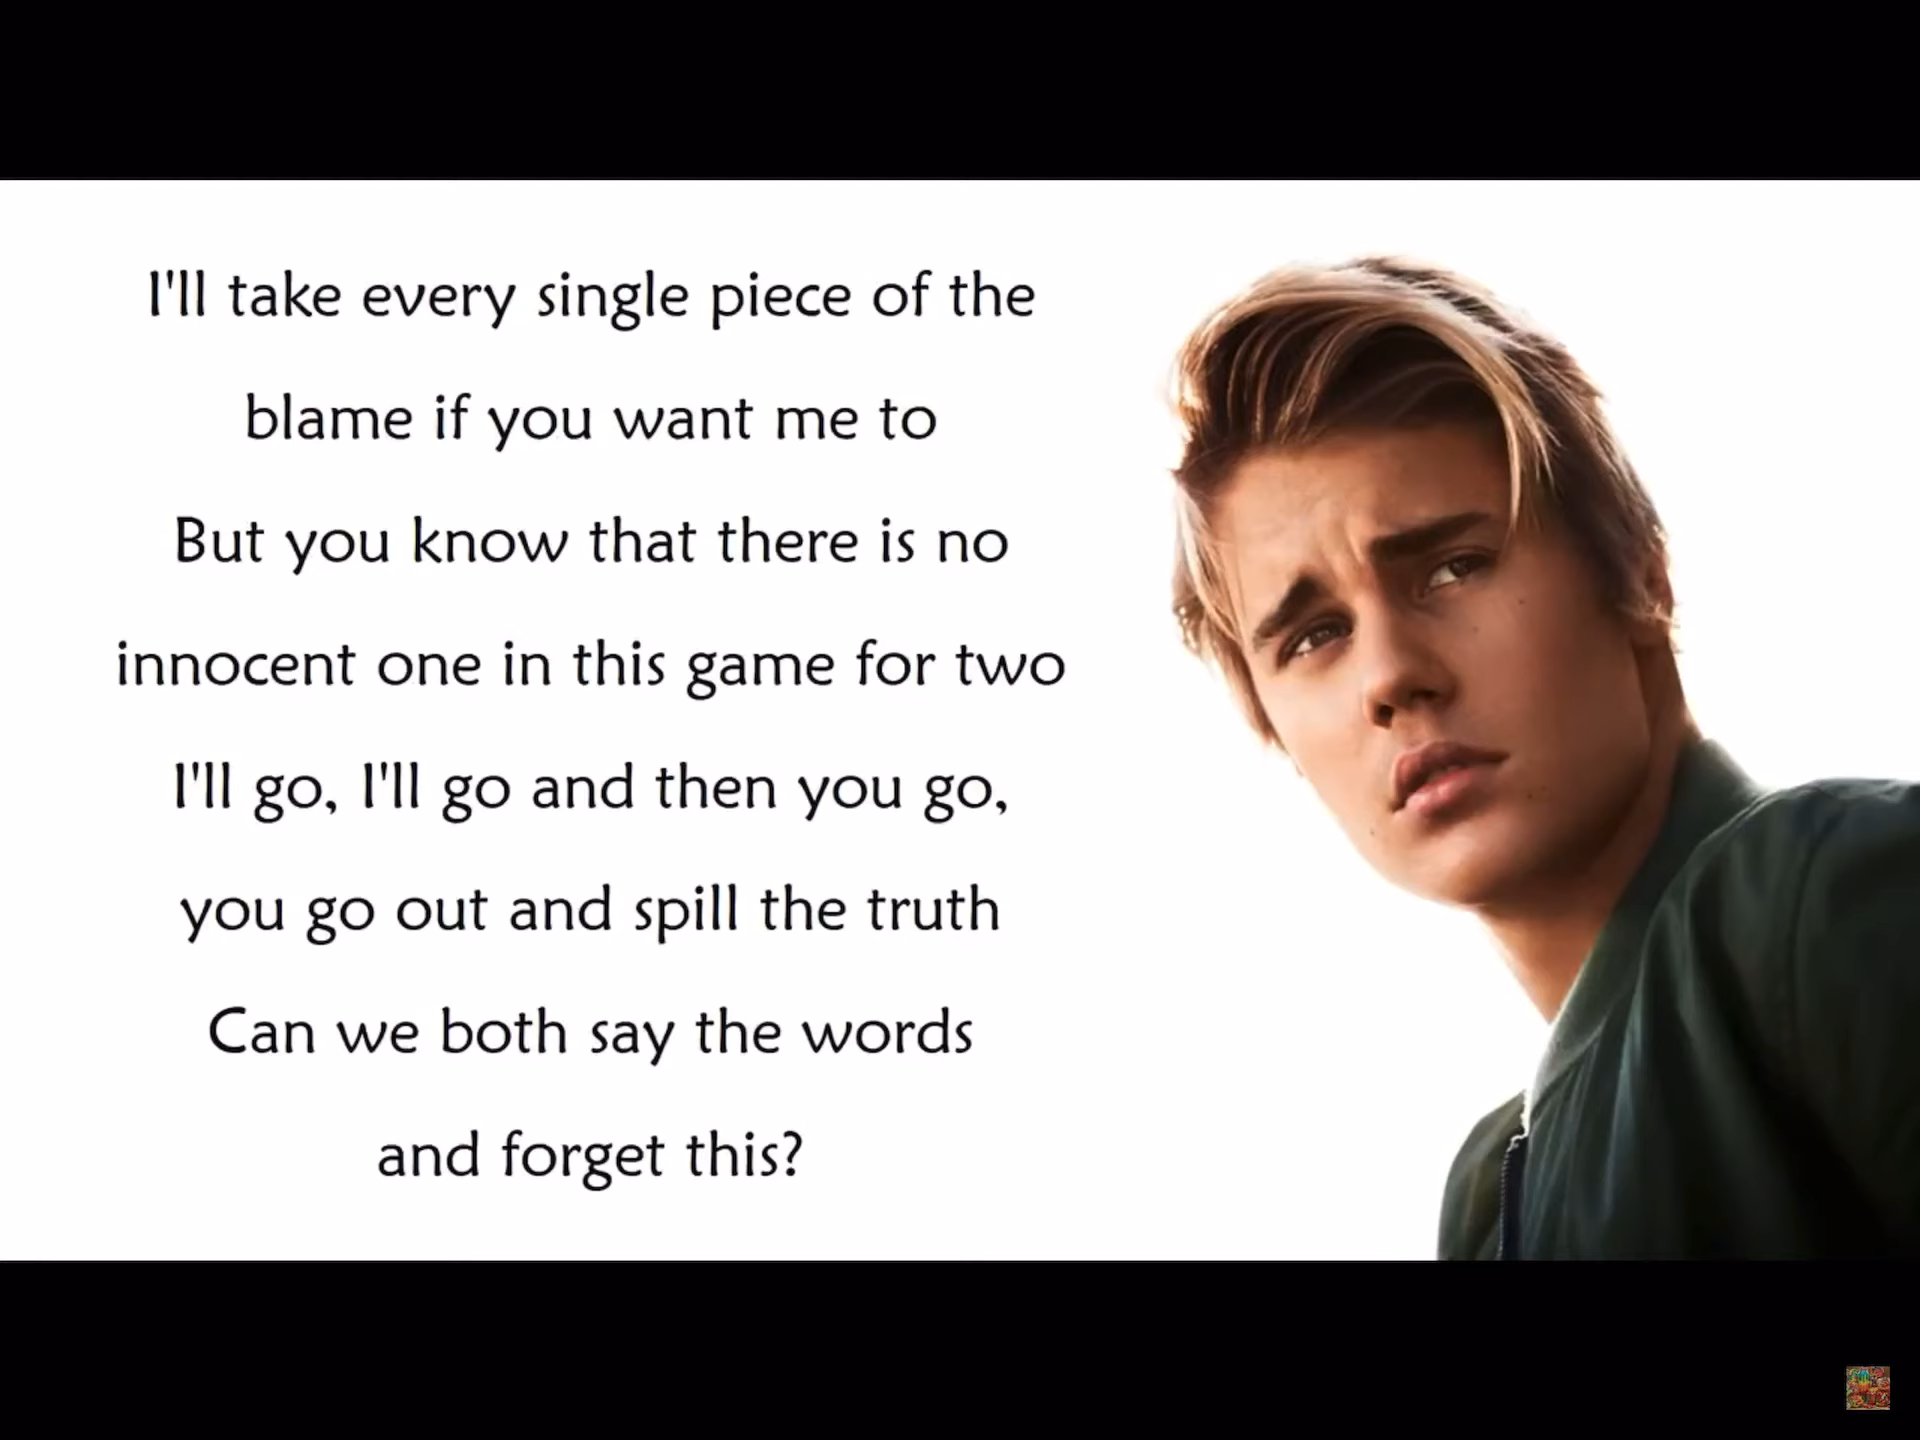 I'll take every single piece of the
blame if you want me to
But you know that there is no
innocent one in this game for two
I'll go, I'll go and then you go,
you go out and spill the truth
Can we both say the words
and forget this?